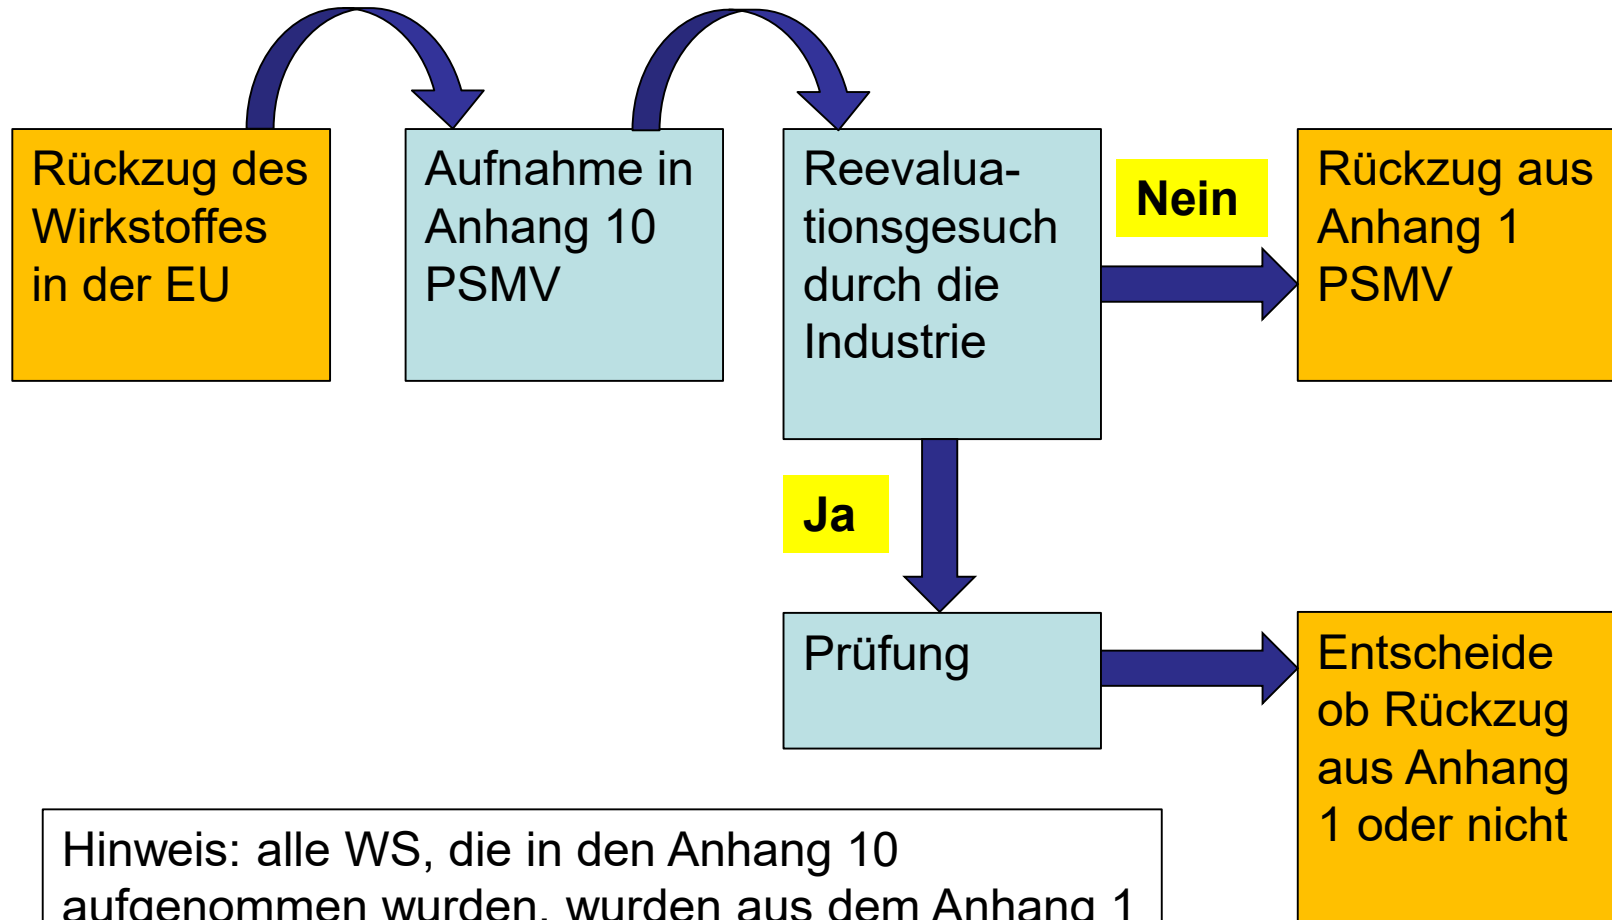 Rückzug des
Wirkstoffes
in der EU
Aufnahme in
Anhang 10
PSMV
Reevalua-
tionsgesuch
durch die
Industrie
Nein
Rückzug aus
Anhang 1
PSMV
Ja
Prüfung
Entscheide
ob Rückzug
aus Anhang
1 oder nicht
Hinweis: alle WS, die in den Anhang 10
aufgenommen wurden, wurden aus dem Anhang 1